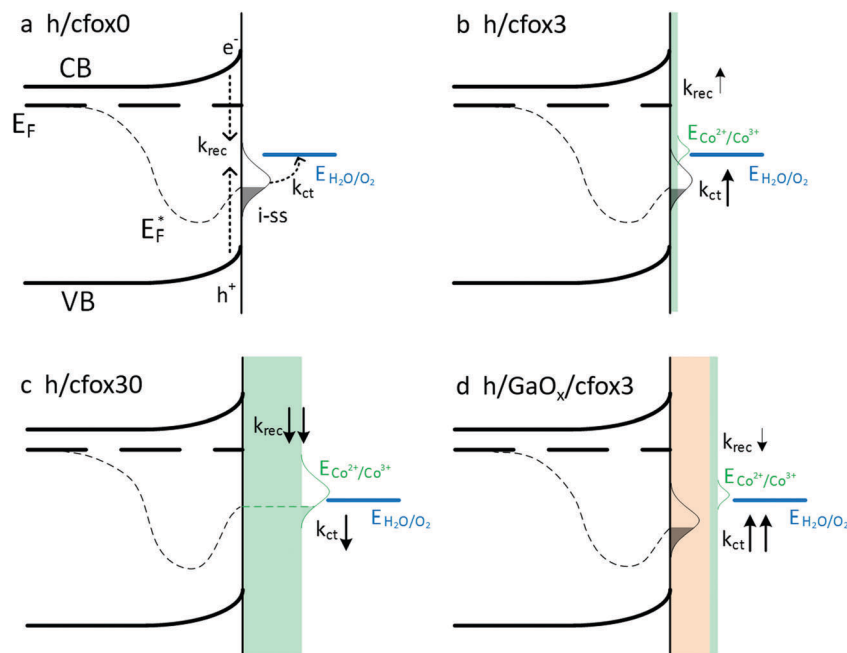 a h/cfox0
CB
e⁻
E_F
k_rec
E_H₂O/O₂
k_ct
i-ss
E_F^*
VB
h⁺
b h/cfox3
k_rec
E_Co²⁺/Co³⁺
E_H₂O/O₂
k_ct
c h/cfox30
k_rec
E_Co²⁺/Co³⁺
E_H₂O/O₂
k_ct
d h/GaOₓ/cfox3
k_rec
E_Co²⁺/Co³⁺
E_H₂O/O₂
k_ct